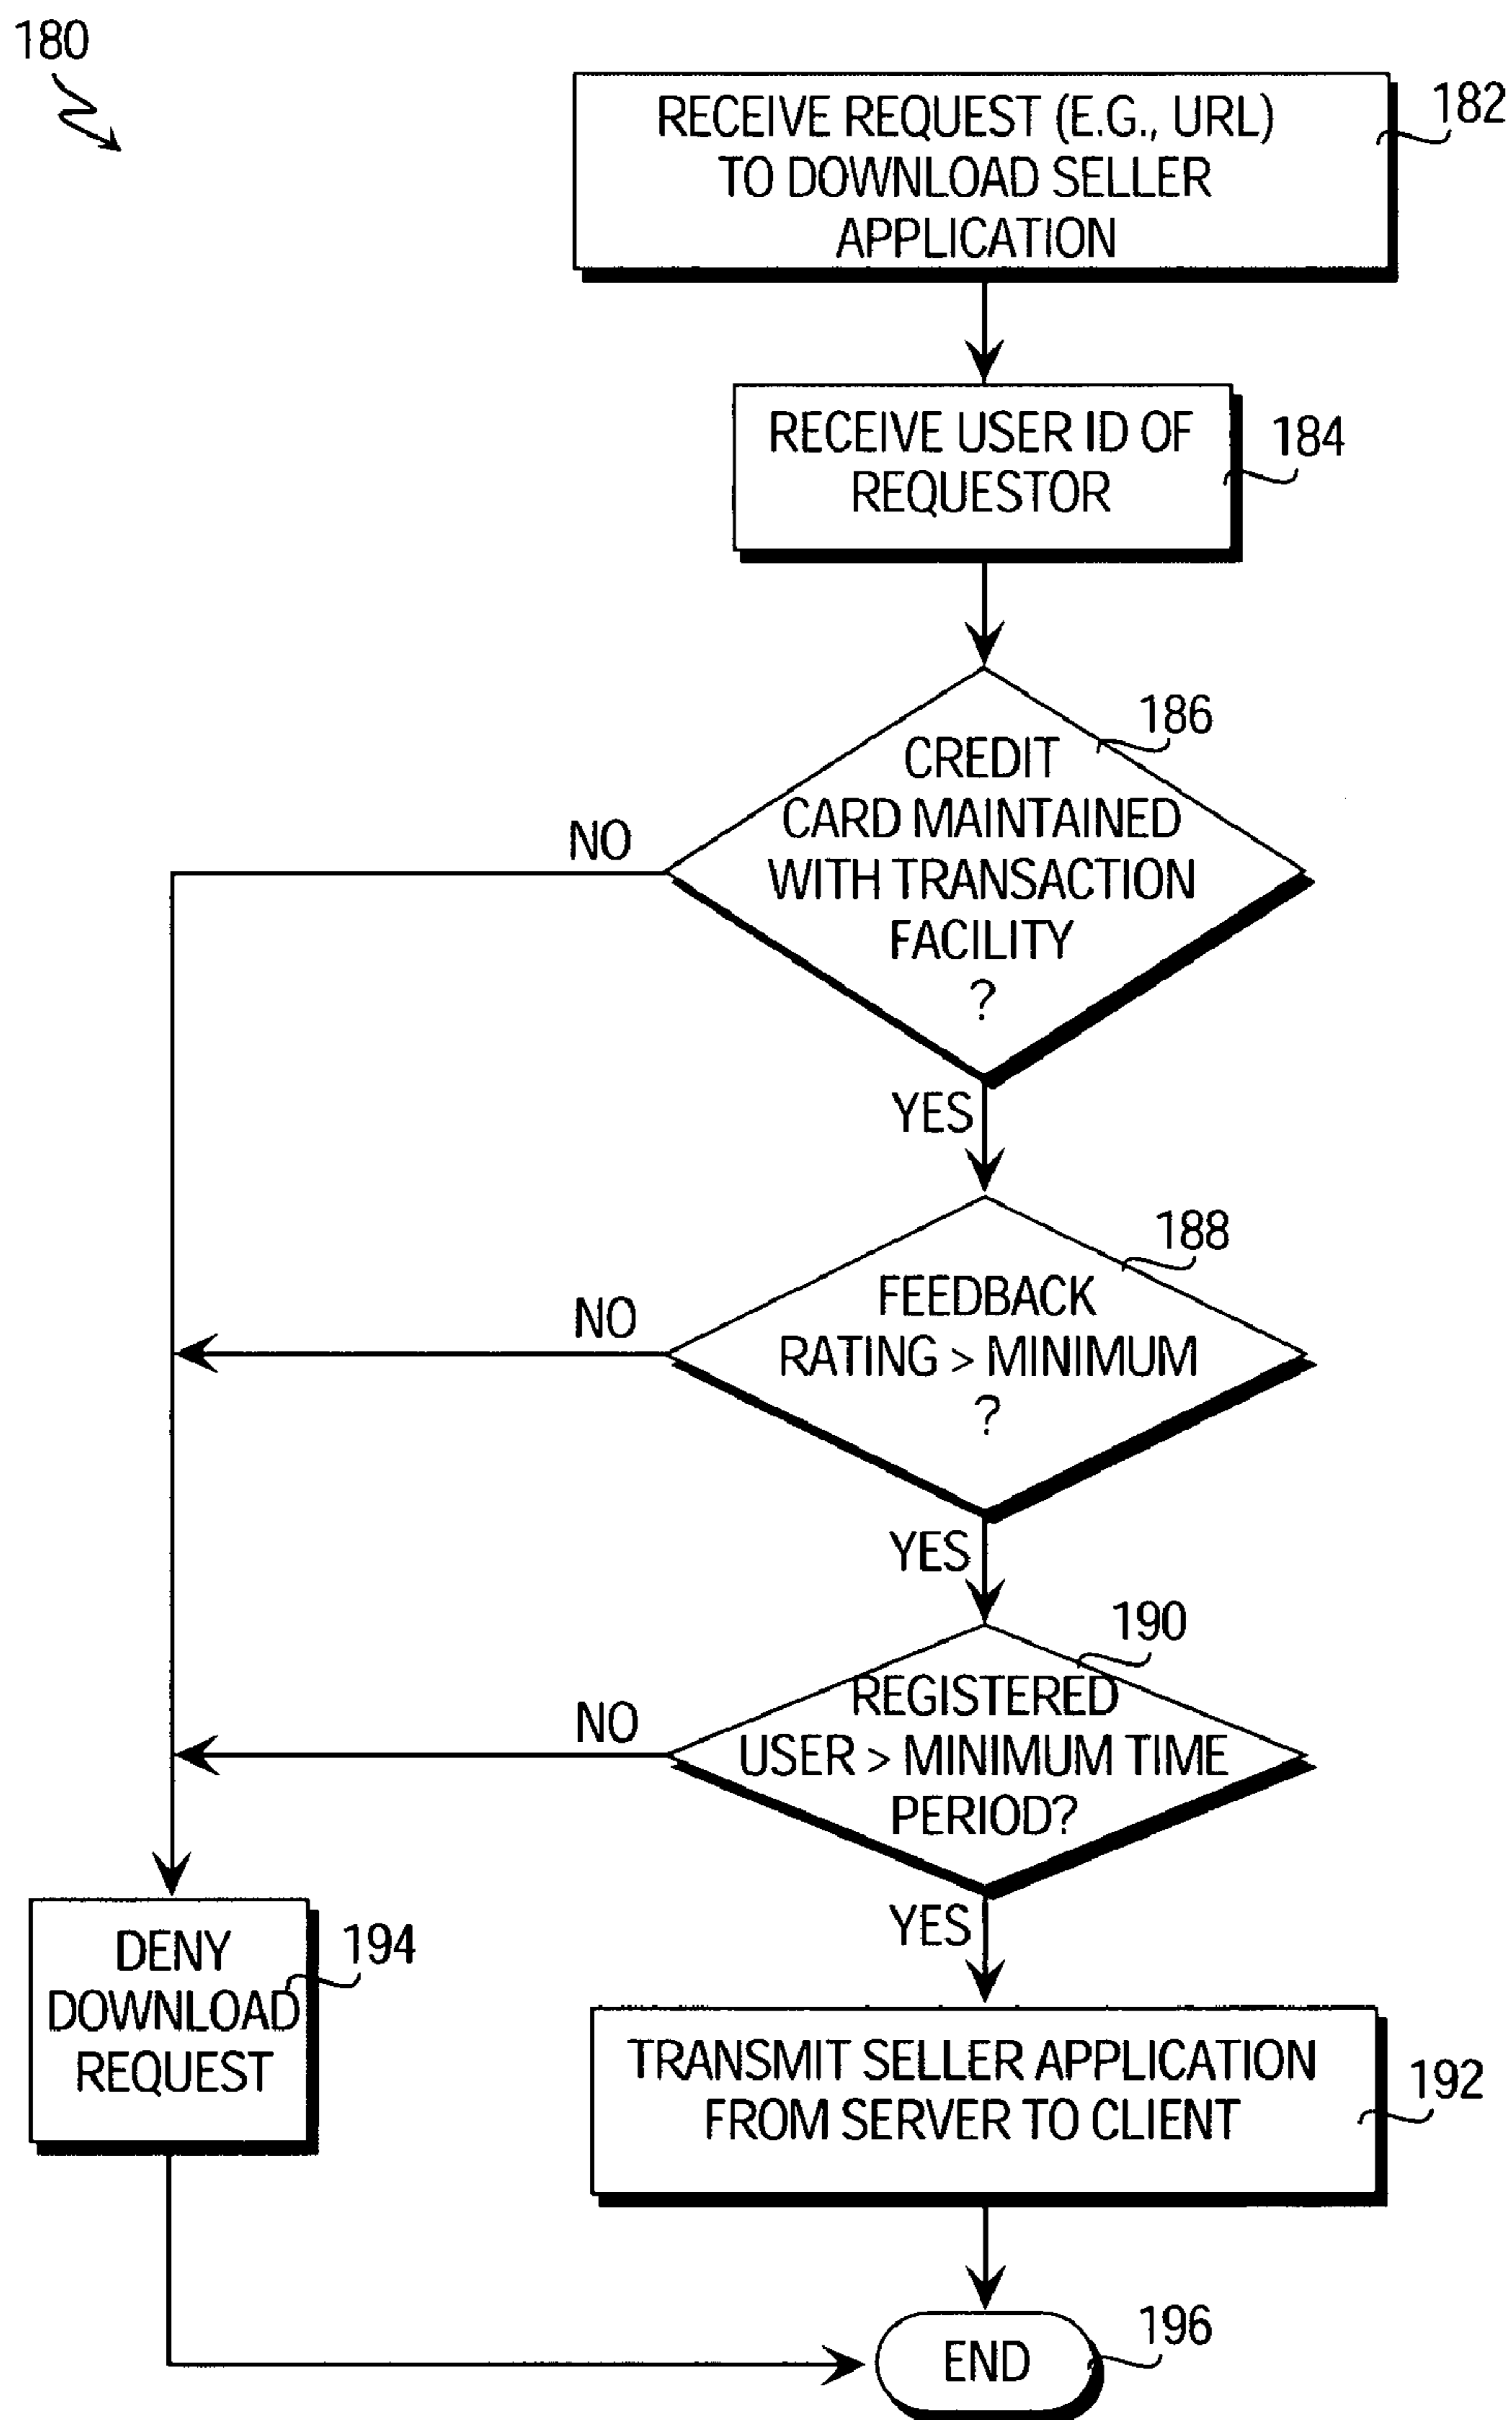 180
RECEIVE REQUEST (E.G., URL)
TO DOWNLOAD SELLER
APPLICATION
182
RECEIVE USER ID OF
REQUESTOR
184
186
CREDIT
CARD MAINTAINED
WITH TRANSACTION
FACILITY
?
NO
YES
188
FEEDBACK
RATING > MINIMUM
?
NO
YES
190
REGISTERED
USER > MINIMUM TIME
PERIOD?
NO
YES
DENY
DOWNLOAD
REQUEST
194
TRANSMIT SELLER APPLICATION
FROM SERVER TO CLIENT
192
END
196